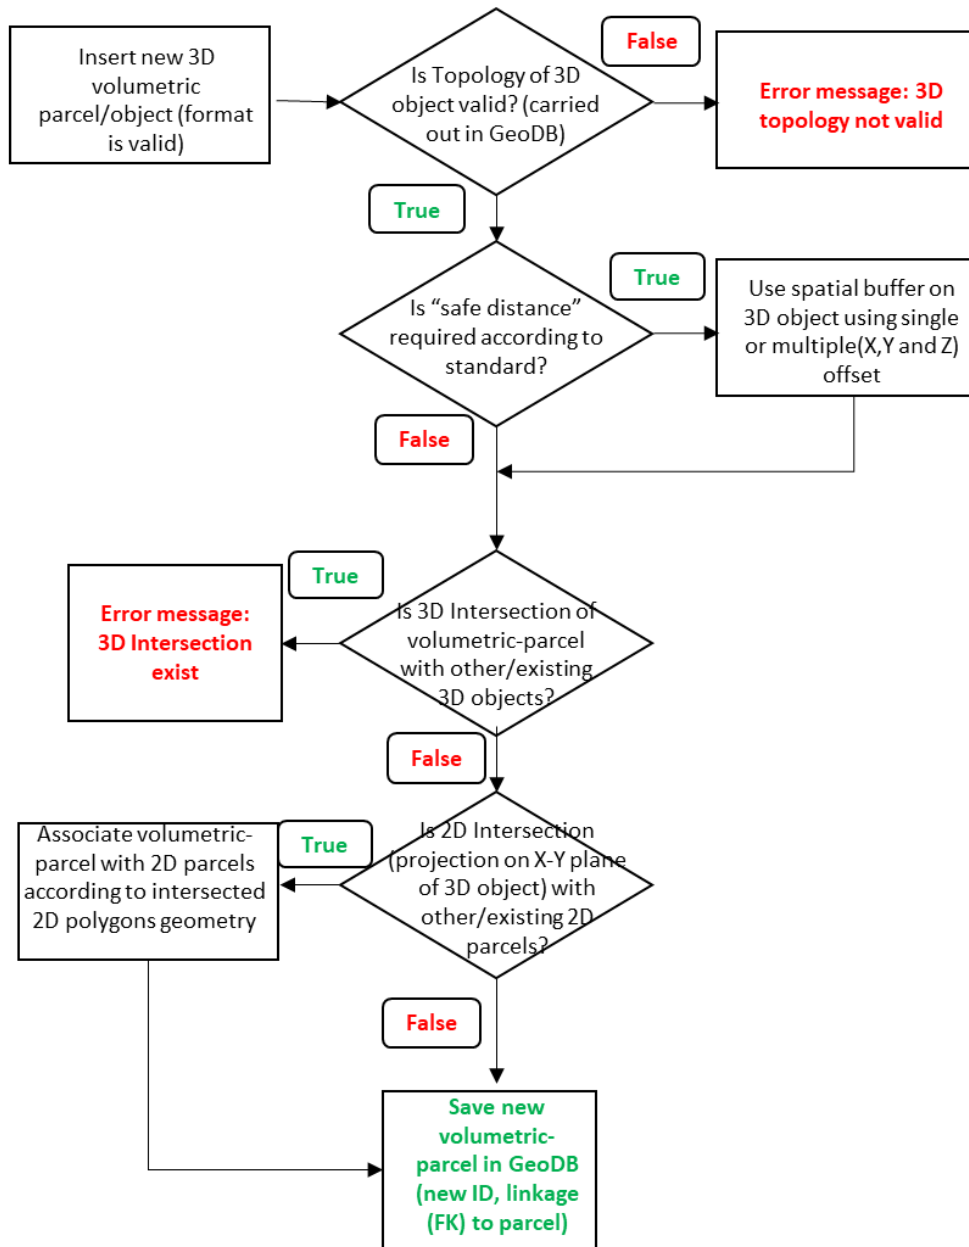 Insert new 3D
volumetric
parcel/object (format
is valid)
Is Topology of 3D
object valid? (carried
out in GeoDB)
False
Error message: 3D
topology not valid
True
Is “safe distance”
required according to
standard?
True
Use spatial buffer on
3D object using single
or multiple(X,Y and Z)
offset
False
Is 3D Intersection of
volumetric-parcel
with other/existing
3D objects?
True
Error message:
3D Intersection
exist
False
Is 2D Intersection
(projection on X-Y plane
of 3D object) with
other/existing 2D
parcels?
True
Associate volumetric-
parcel with 2D parcels
according to intersected
2D polygons geometry
False
Save new
volumetric-
parcel in GeoDB
(new ID, linkage
(FK) to parcel)